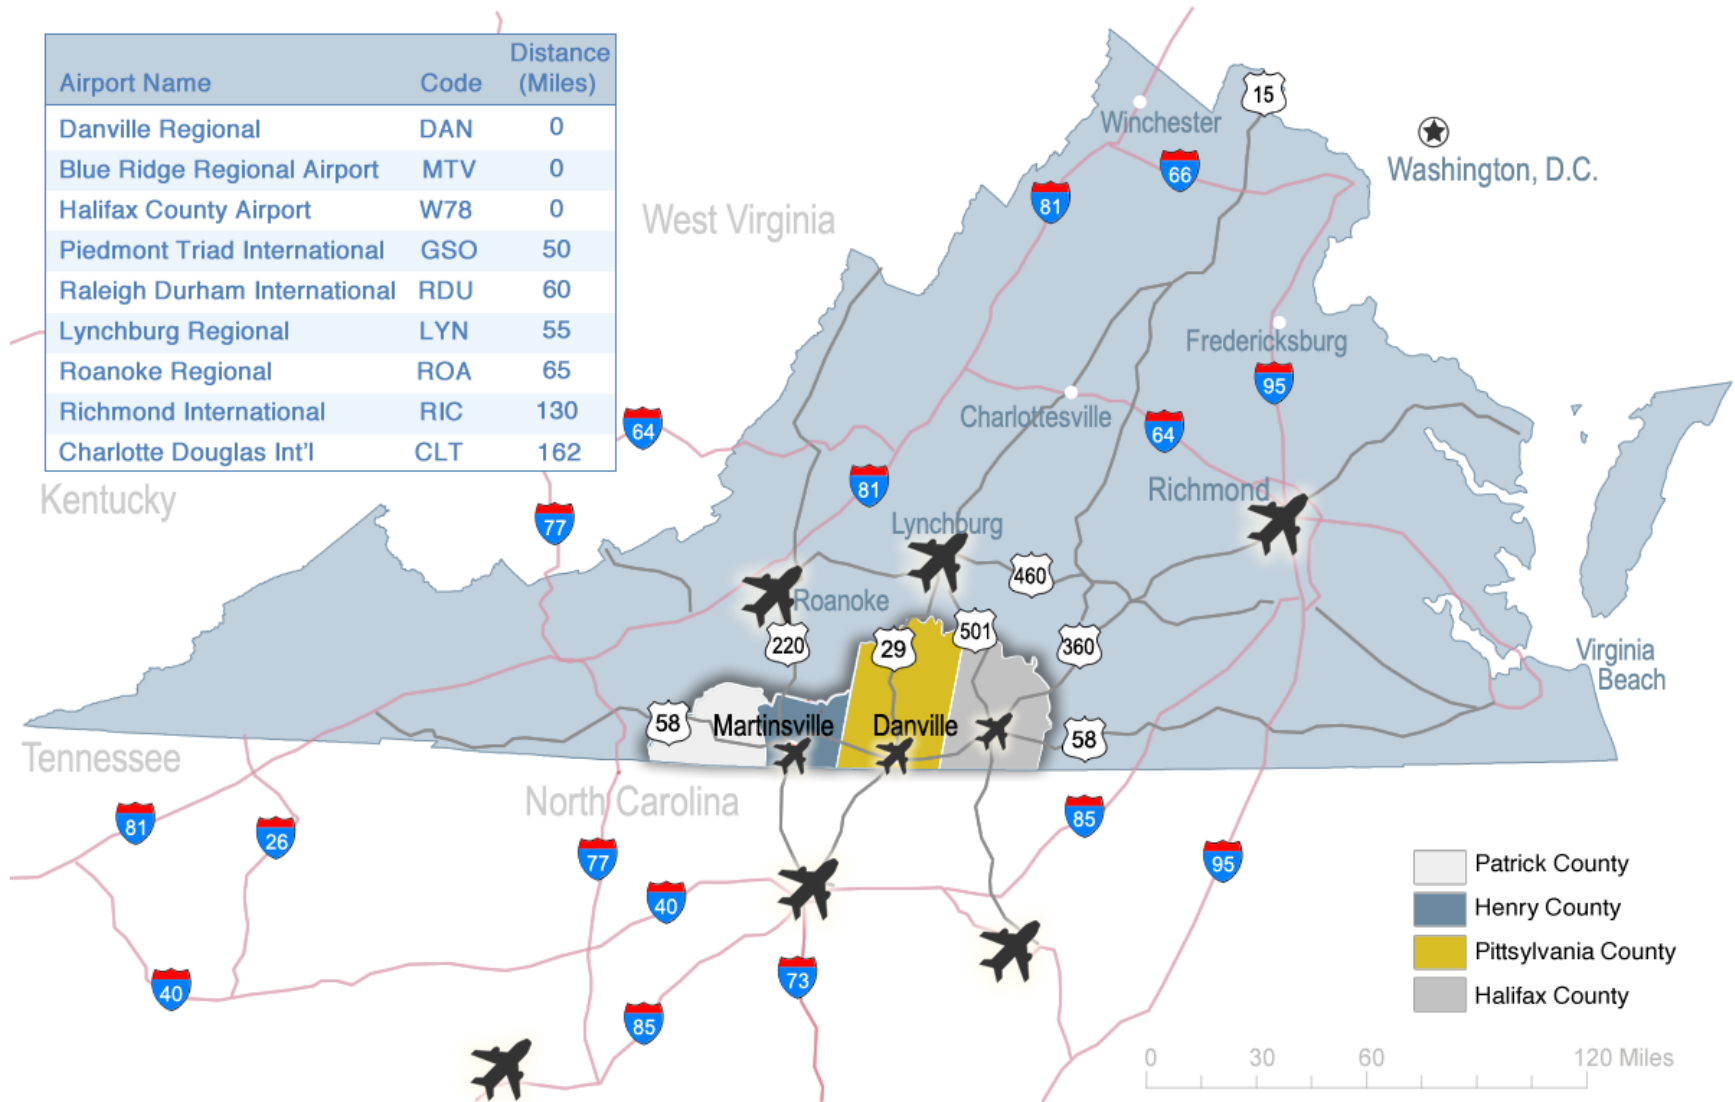 Airport Name Code Distance (Miles)
Danville Regional DAN 0
Blue Ridge Regional Airport MTV 0
Halifax County Airport W78 0
Piedmont Triad International GSO 50
Raleigh Durham International RDU 60
Lynchburg Regional LYN 55
Roanoke Regional ROA 65
Richmond International RIC 130
Charlotte Douglas Int'l CLT 162
15
Winchester
Washington, D.C.
66
81
West Virginia
Fredericksburg
95
Charlottesville
64
64
Kentucky
81
Richmond
77
Lynchburg
460
Roanoke
220
29
501
360
Virginia
Beach
58
Martinsville
Danville
58
Tennessee
North Carolina
81
26
77
85
95
40
40
73
85
Patrick County
Henry County
Pittsylvania County
Halifax County
0 30 60 120 Miles